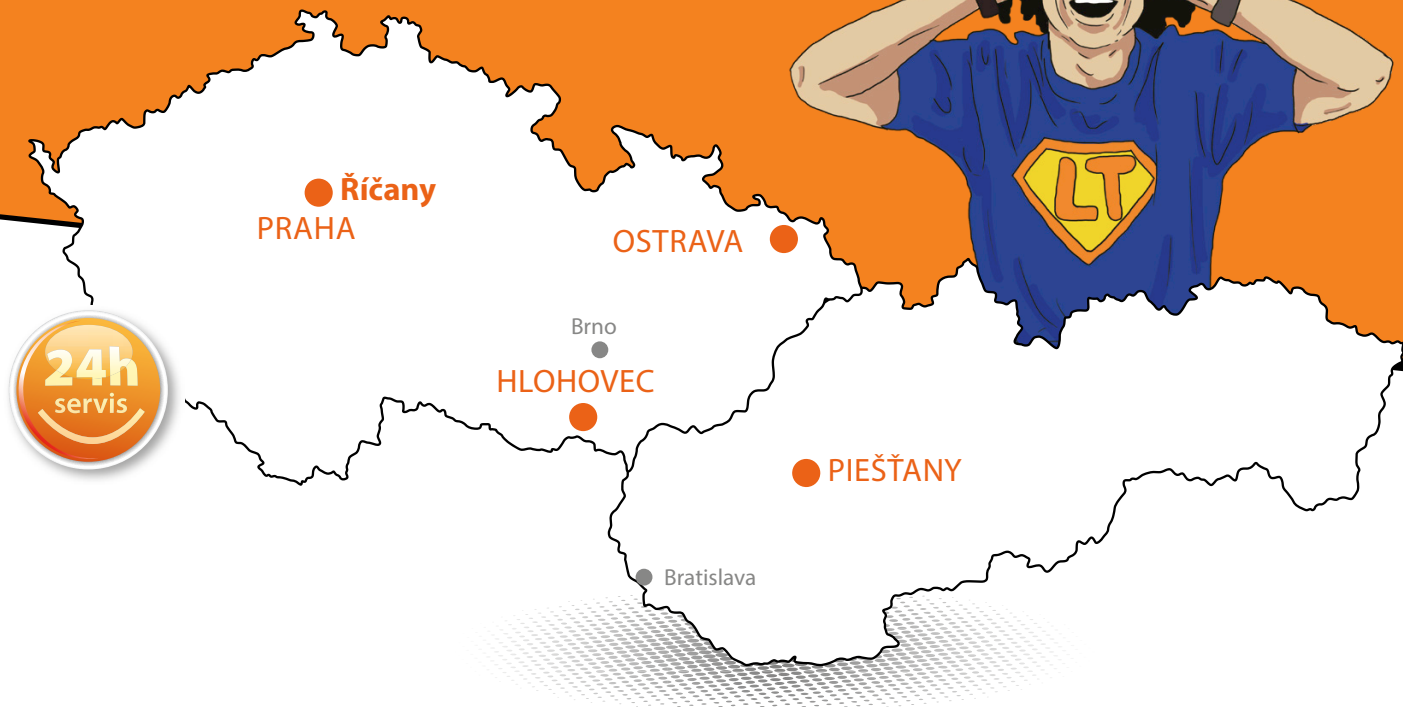 LT
Říčany
PRAHA
OSTRAVA
Brno
HLOHOVEC
24h
servis
PIEŠŤANY
Bratislava